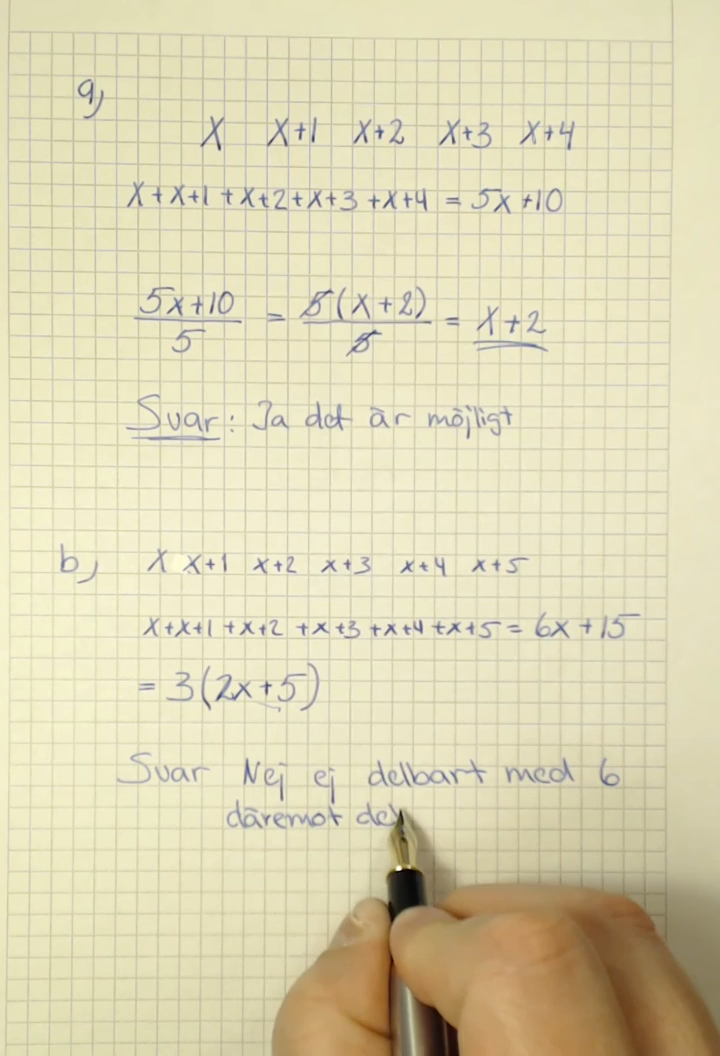 a)
X X+1 X+2 X+3 X+4
X+X+1+X+2+X+3+X+4 = 5X+10
5X+10/5 = 5(X+2)/5 = X+2
Svar: Ja det är möjligt
b) X X+1 X+2 X+3 X+4 X+5
X+X+1+X+2+X+3+X+4+X+5 = 6X+15
= 3(2X+5)
Svar Nej ej delbart med 6
däremot del